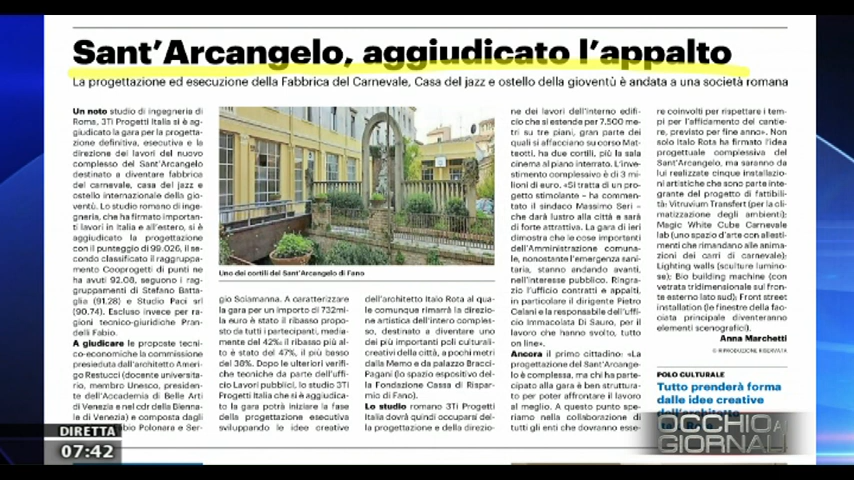 Sant'Arcangelo, aggiudicato l'appalto
La progettazione ed esecuzione della Fabbrica del Carnevale, Casa del jazz e ostello della gioventù è andata a una società romana
Un noto studio di ingegneria di
Roma, 3TI Progetti Italia si è ag-
giudicato la gara per la proget-
tazione definitiva, esecutiva e la
direzione dei lavori del nuovo
complesso del Sant'Arcangelo
destinato a diventare fabbrica
del carnevale, casa del jazz e
ostello internazionale della gio-
ventù. Lo studio romano di inge-
gneria, che ha firmato importan-
ti lavori in Italia e all'estero, si è
aggiudicato la progettazione
con il punteggio di 99,026, il se-
condo classificato il raggruppa-
mento Cooprogetti di punti ne
ha avuti 92,08, seguono i rag-
gruppamenti di Stefano Batta-
glia (91,28) e Studio Paci srl
(90,74). Escluso invece per ra-
gioni tecnico-giuridiche Pran-
delli Fabio.
A giudicare le proposte tecni-
co-economiche la commissione
presieduta dall'architetto Ameri-
go Restucci (docente universita-
rio, membro Unesco, presiden-
te dell'Accademia di Belle Arti
di Venezia e nel cdr della Bienna-
le di Venezia) e composta dagli
Fabio Polonara e Ser-
Uno dei cortili del Sant'Arcangelo di Fano
gio Sciamanna. A caratterizzare
la gara per un importo di 732mi-
la euro è stato il ribasso propo-
sto da tutti i partecipanti, media-
mente del 42%: il ribasso più al-
to è stato del 47%, il più basso
del 38%. Dopo le ulteriori verifi-
che tecniche da parte dell'uffi-
cio Lavori pubblici, lo studio 3TI
Progetti Italia che si è aggiudica-
to la gara potrà iniziare la fase
della progettazione esecutiva
sviluppando le idee creative
dell'architetto Italo Rota al qua-
le comunque rimarrà la direzio-
ne artistica dell'intero comples-
so, destinato a diventare uno
dei più importanti poli culturali-
creativi della città, a pochi metri
dalla Memo e da palazzo Bracci-
Pagani (lo spazio espositivo del-
la Fondazione Cassa di Rispar-
mio di Fano).
Lo studio romano 3TI Progetti
Italia dovrà quindi occuparsi del-
la progettazione e della direzio-
ne dei lavori dell'interno edifi-
cio che si estende per 7.500 me-
tri su tre piani, gran parte dei
quali si affacciano su corso Mat-
teotti, ha due cortili, più la sala
cinema al piano interrato. L'inve-
stimento complessivo è di 3 mi-
lioni di euro. «Si tratta di un pro-
getto stimolante – ha commen-
tato il sindaco Massimo Seri –
che darà lustro alla città e sarà
di forte attrattiva. La gara di ieri
dimostra che le cose importanti
dell'Amministrazione comuna-
le, nonostante l'emergenza sani-
taria, stanno andando avanti,
nell'interesse pubblico. Ringra-
zio l'ufficio contratti e appalti,
in particolare il dirigente Pietro
Celani e la responsabile dell'uffi-
cio Immacolata Di Sauro, per il
lavoro che hanno svolto, tutto
on line».
Ancora il primo cittadino: «La
progettazione del Sant'Arcange-
lo è complessa, ma chi ha parte-
cipato alla gara è ben struttura-
to per poter affrontare il lavoro
al meglio. A questo punto spe-
riamo nella collaborazione di
tutti gli enti che dovranno esse-
re coinvolti per rispettare i tem-
pi per l'affidamento del cantie-
re, previsto per fine anno». Non
solo Italo Rota ha firmato l'idea
progettuale complessiva del
Sant'Arcangelo, ma saranno da
lui realizzate cinque installazio-
ni artistiche che sono parte inte-
grante del progetto di fattibili-
tà: Vitruvium Transfert (per la cli-
matizzazione degli ambienti);
Magic White Cube Carnevale
lab (uno spazio d'arte con allesti-
menti che rimandano alle anima-
zioni dei carri di carnevale);
Lighting walls (sculture lumino-
se); Bio building machine (con
vetrata tridimensionale sul fron-
te esterno lato sud); Front street
installation (le finestre della fac-
ciata principale diventeranno
elementi scenografici).
Anna Marchetti
© RIPRODUZIONE RISERVATA
POLO CULTURALE
Tutto prenderà forma
dalle idee creative
dell'architetto
DIRETTA
07:42
OCCHIO AI
GIORNALI